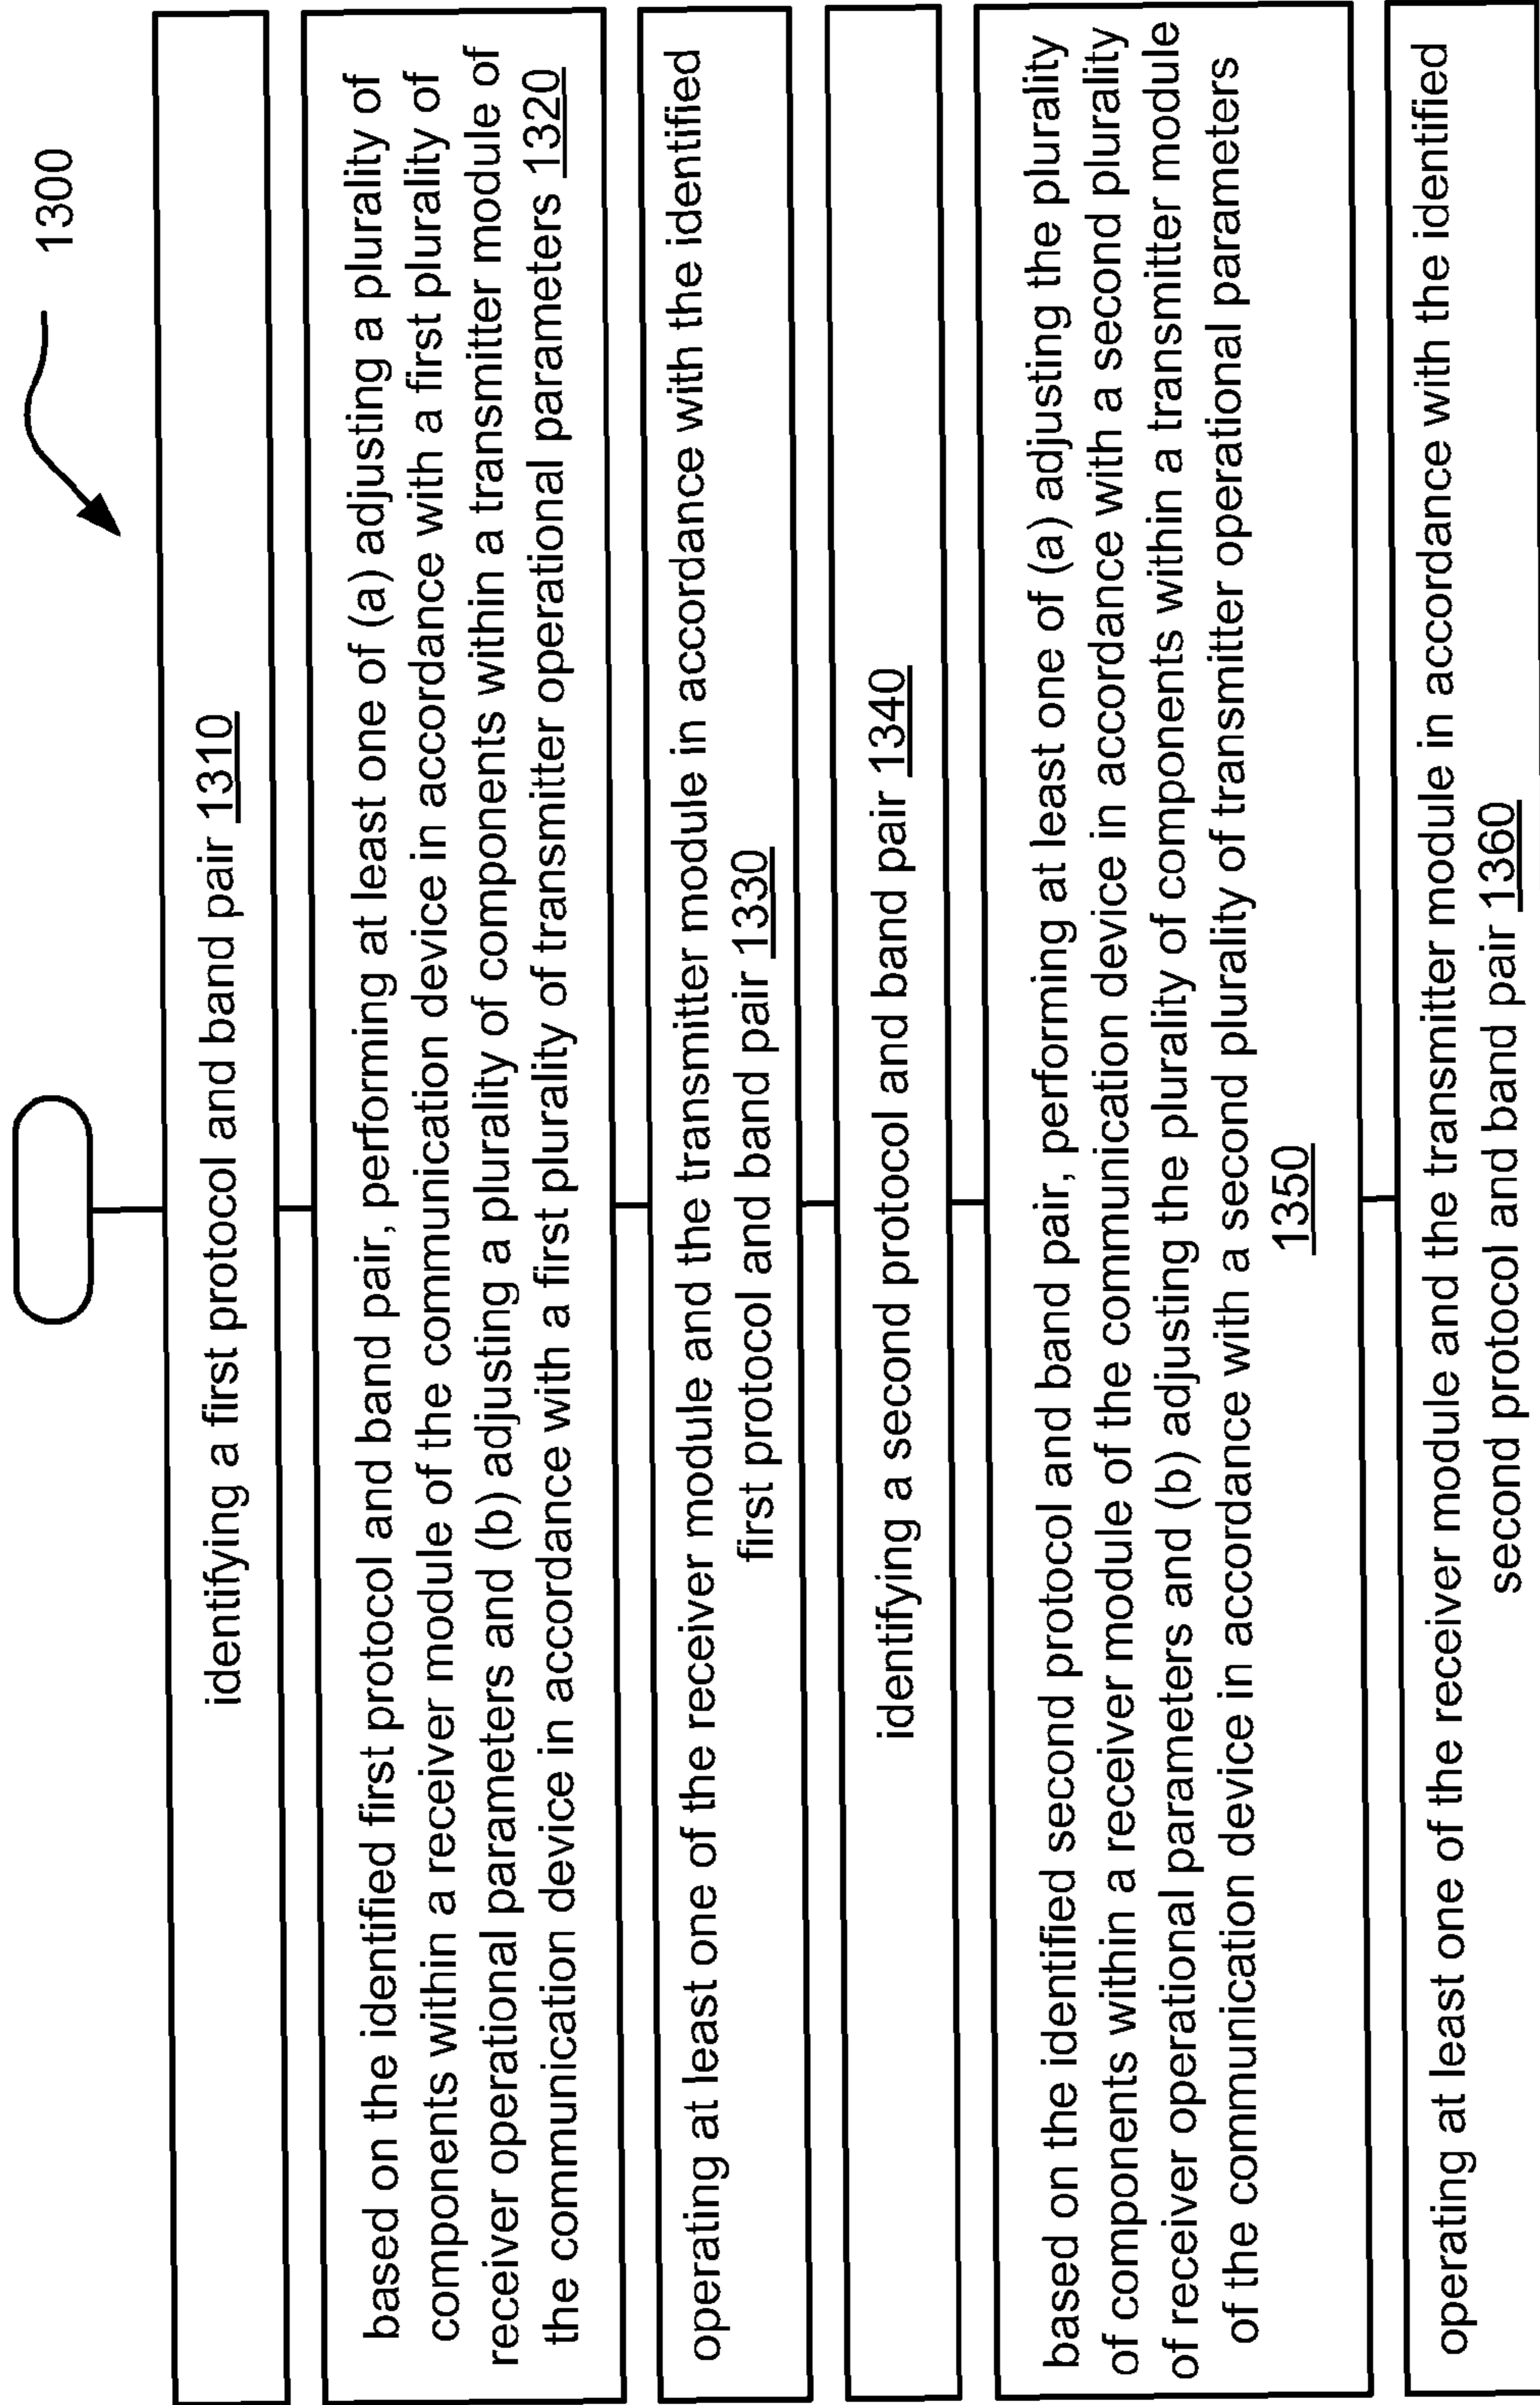 1300
identifying a first protocol and band pair 1310
based on the identified first protocol and band pair, performing at least one of (a) adjusting a plurality of
components within a receiver module of the communication device in accordance with a first plurality of
receiver operational parameters and (b) adjusting a plurality of components within a transmitter module of
the communication device in accordance with a first plurality of transmitter operational parameters 1320
operating at least one of the receiver module and the transmitter module in accordance with the identified
first protocol and band pair 1330
identifying a second protocol and band pair 1340
based on the identified second protocol and band pair, performing at least one of (a) adjusting the plurality
of components within a receiver module of the communication device in accordance with a second plurality
of receiver operational parameters and (b) adjusting the plurality of components within a transmitter module
of the communication device in accordance with a second plurality of transmitter operational parameters
1350
operating at least one of the receiver module and the transmitter module in accordance with the identified
second protocol and band pair 1360